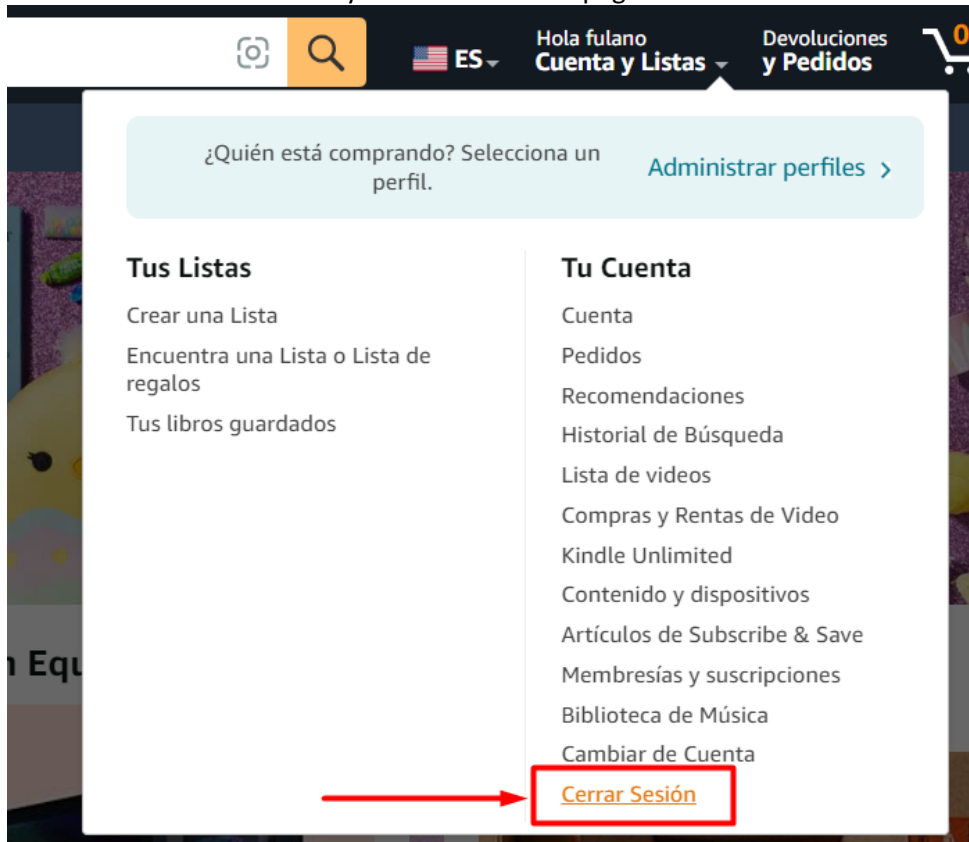 ES
Hola fulano
Cuenta y Listas
Devoluciones
y Pedidos
0
¿Quién está comprando? Selecciona un
perfil.
Administrar perfiles >
Tus Listas
Crear una Lista
Encuentra una Lista o Lista de
regalos
Tus libros guardados
Tu Cuenta
Cuenta
Pedidos
Recomendaciones
Historial de Búsqueda
Lista de videos
Compras y Rentas de Video
Kindle Unlimited
Contenido y dispositivos
Artículos de Subscribe & Save
Membresías y suscripciones
Biblioteca de Música
Cambiar de Cuenta
Cerrar Sesión